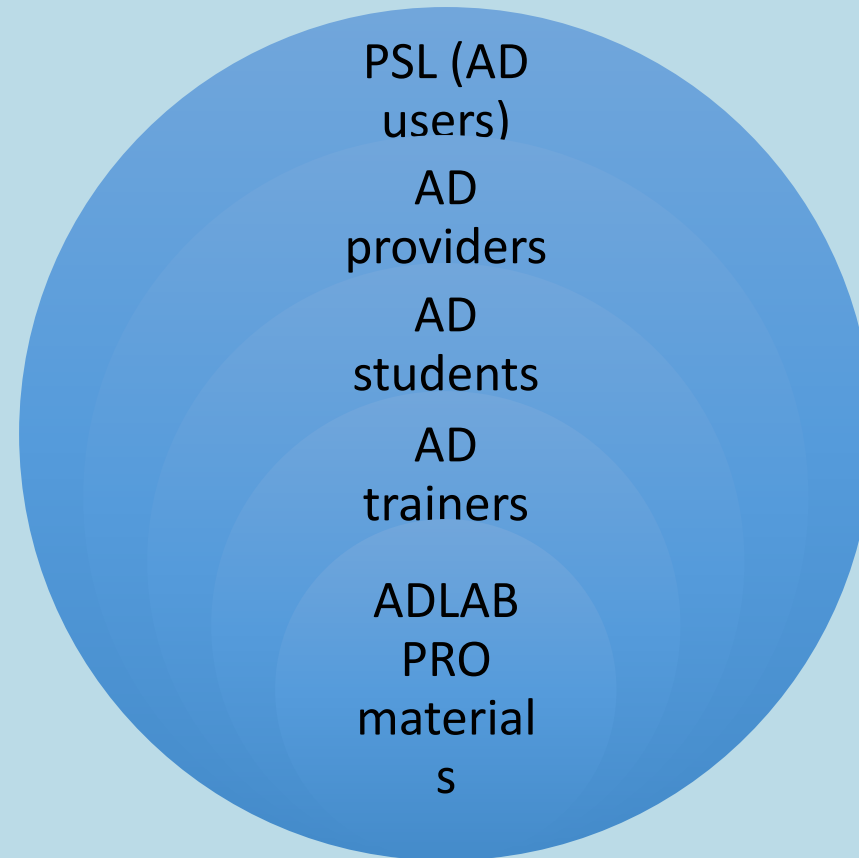 PSL (AD
users)
AD
providers
AD
students
AD
trainers
ADLAB
PRO
material
s